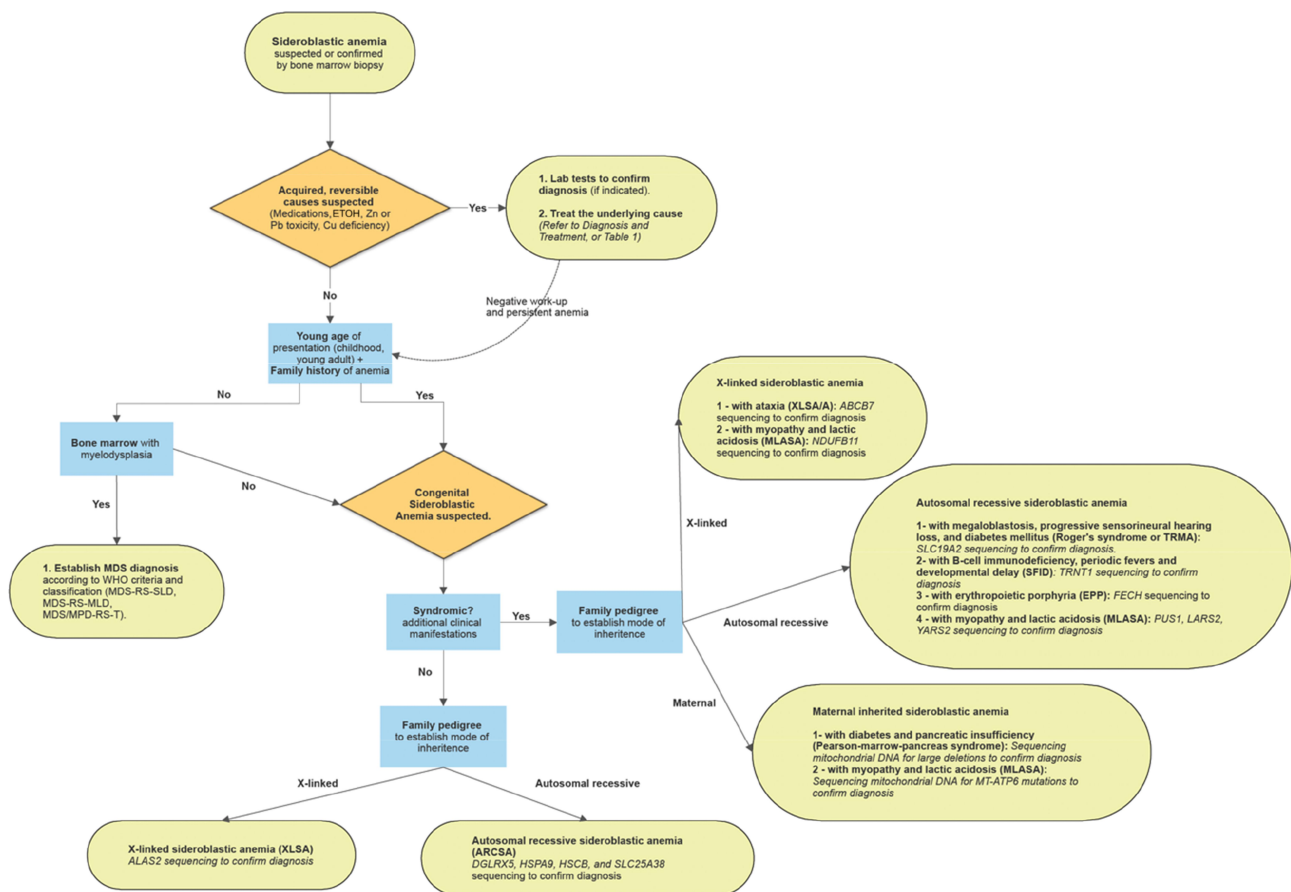 Sideroblastic anemia
suspected or confirmed
by bone marrow biopsy
Acquired, reversible
causes suspected
(Medications,ETOH, Zn or
Pb toxicity, Cu deficiency)
Yes
1. Lab tests to confirm
diagnosis (if indicated).
2. Treat the underlying cause
(Refer to Diagnosis and
Treatment, or Table 1)
No
Negative work-up
and persistent anemia
Young age of
presentation (childhood,
young adult) +
Family history of anemia
No
Yes
Bone marrow with
myelodysplasia
No
Yes
1. Establish MDS diagnosis
according to WHO criteria and
classification (MDS-RS-SLD,
MDS-RS-MLD,
MDS/MPD-RS-T).
Congenital
Sideroblastic
Anemia suspected.
Syndromic?
additional clinical
manifestations
Yes
Family pedigree
to establish mode of
inheritence
X-linked
X-linked sideroblastic anemia
1 - with ataxia (XLSA/A): ABCB7
sequencing to confirm diagnosis
2 - with myopathy and lactic
acidosis (MLASA): NDUFB11
sequencing to confirm diagnosis
Autosomal recessive
Autosomal recessive sideroblastic anemia
1- with megaloblastosis, progressive sensorineural hearing
loss, and diabetes mellitus (Roger's syndrome or TRMA):
SLC19A2 sequencing to confirm diagnosis.
2- with B-cell immunodeficiency, periodic fevers and
developmental delay (SFID): TRNT1 sequencing to confirm
diagnosis
3 - with erythropoietic porphyria (EPP): FECH sequencing to
confirm diagnosis
4 - with myopathy and lactic acidosis (MLASA): PUS1, LARS2,
YARS2 sequencing to confirm diagnosis
Maternal
Maternal inherited sideroblastic anemia
1- with diabetes and pancreatic insufficiency
(Pearson-marrow-pancreas syndrome): Sequencing
mitochondrial DNA for large deletions to confirm diagnosis
2 - with myopathy and lactic acidosis (MLASA):
Sequencing mitochondrial DNA for MT-ATP6 mutations to
confirm diagnosis
No
Family pedigree
to establish mode of
inheritence
X-linked
Autosomal recessive
X-linked sideroblastic anemia (XLSA)
ALAS2 sequencing to confirm diagnosis
Autosomal recessive sideroblastic anemia
(ARCSA)
DGLRX5, HSPA9, HSCB, and SLC25A38
sequencing to confirm diagnosis